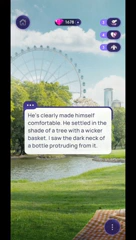 1678
He's clearly made himself
comfortable. He settled in the
shade of a tree with a wicker
basket. I saw the dark neck of
a bottle protruding from it.